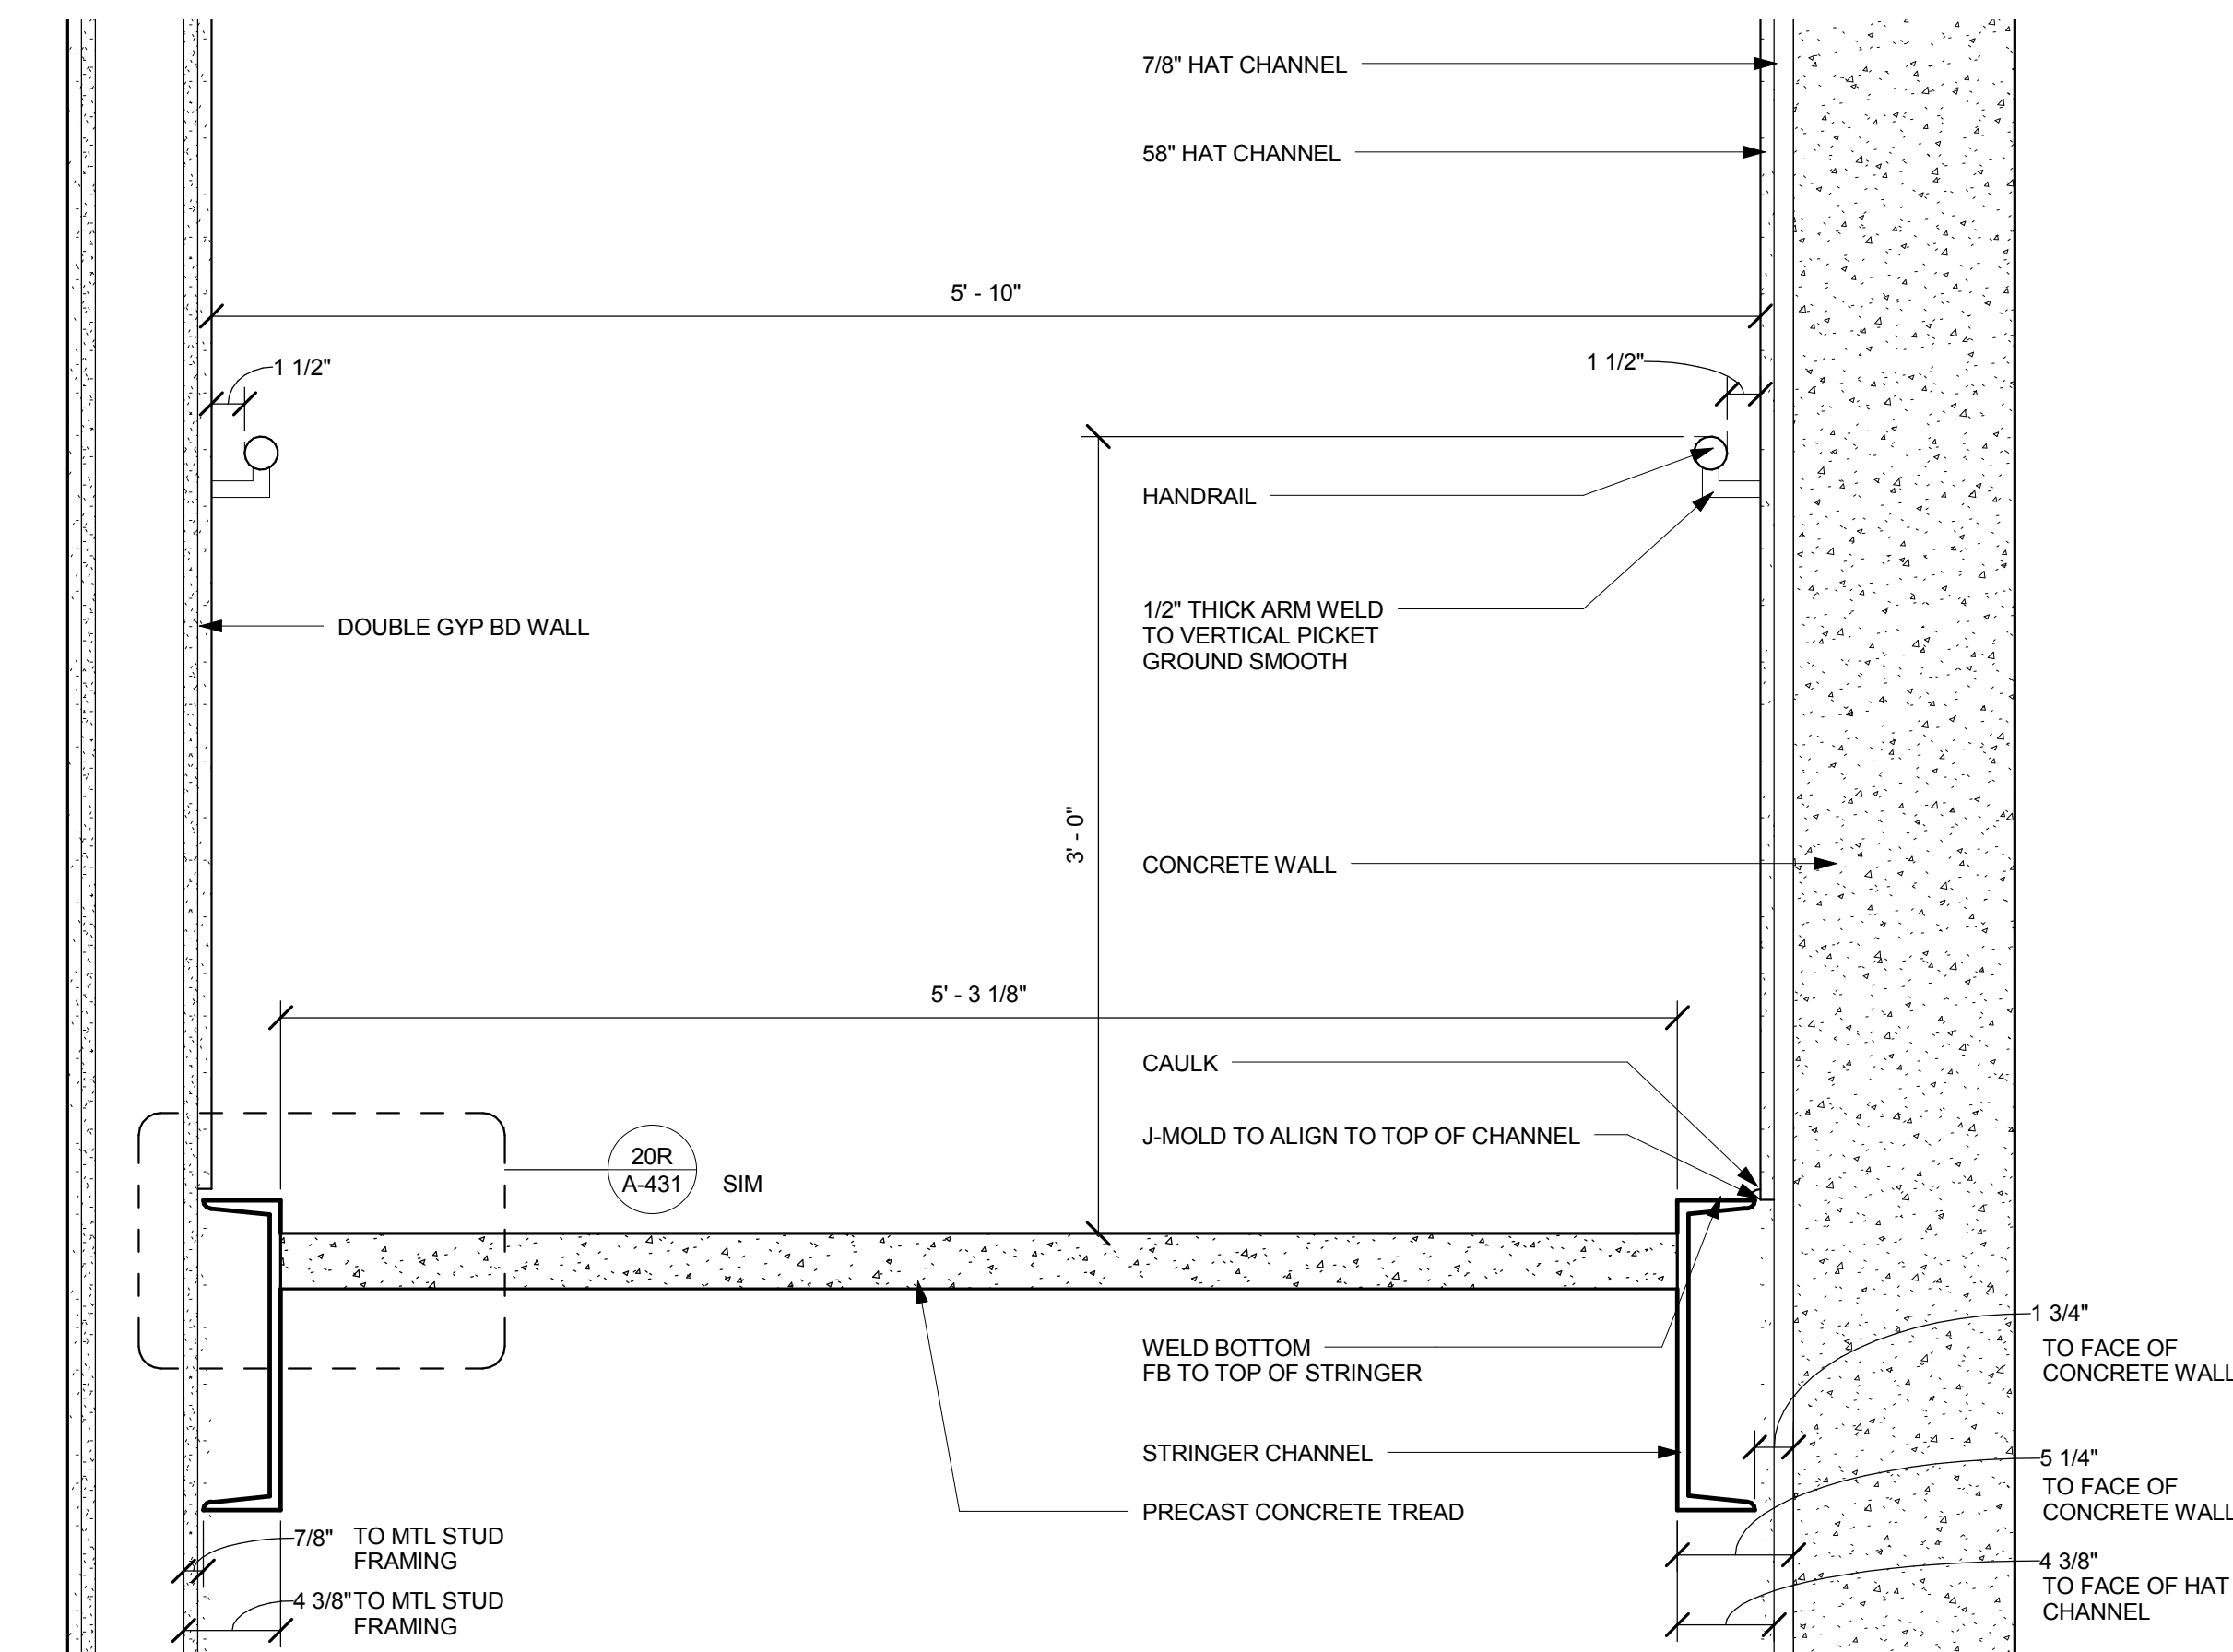 7/8" HAT CHANNEL
58" HAT CHANNEL
5' - 10"
1 1/2"
1 1/2"
HANDRAIL
1/2" THICK ARM WELD
TO VERTICAL PICKET
GROUND SMOOTH
DOUBLE GYP BD WALL
3' - 0"
CONCRETE WALL
5' - 3 1/8"
CAULK
J-MOLD TO ALIGN TO TOP OF CHANNEL
20R
A-431 SIM
WELD BOTTOM
FB TO TOP OF STRINGER
1 3/4"
TO FACE OF
CONCRETE WALL
STRINGER CHANNEL
5 1/4"
TO FACE OF
CONCRETE WALL
PRECAST CONCRETE TREAD
7/8" TO MTL STUD
FRAMING
4 3/8" TO MTL STUD
FRAMING
4 3/8"
TO FACE OF HAT
CHANNEL